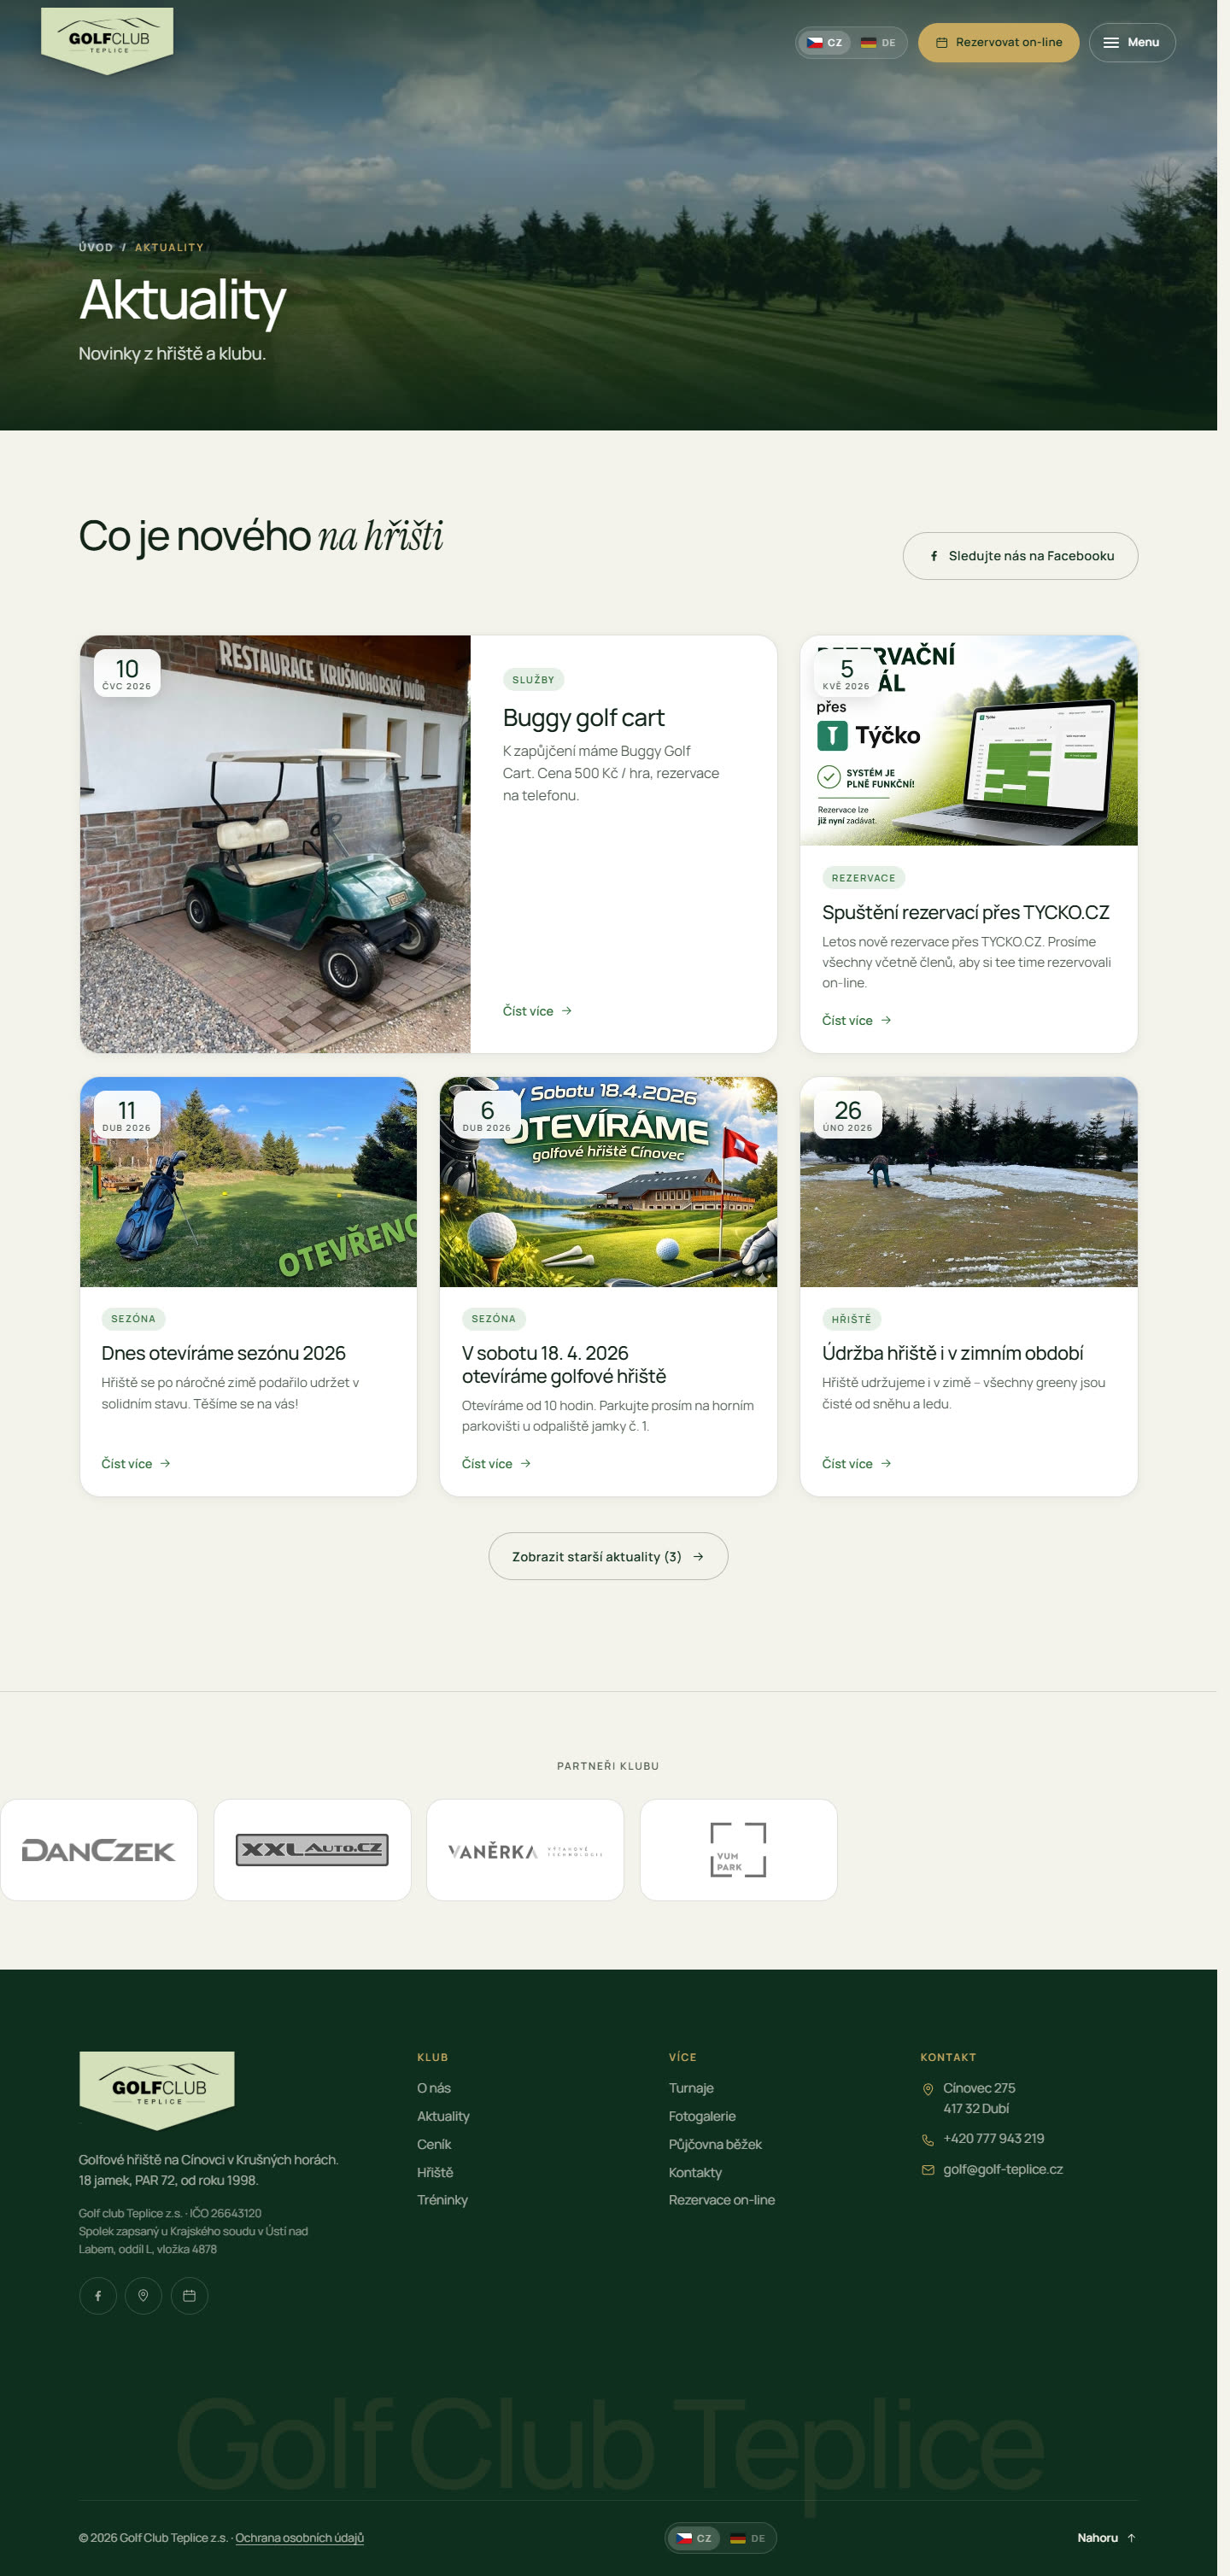 GOLFCLUB
TEPLICE
CZ
DE
Rezervovat on-line
Menu
ÚVOD / AKTUALITY
Aktuality
Novinky z hřiště a klubu.
Co je nového na hřišti
Sledujte nás na Facebooku
10
ČVC 2026
RESTAURACE KRUŠNOHORSKÝ DVŮR
SLUŽBY
Buggy golf cart
K zapůjčení máme Buggy Golf
Cart. Cena 500 Kč / hra, rezervace
na telefonu.
Číst více
5
KVĚ 2026
přes
Týčko
SYSTÉM JE
PLNĚ FUNKČNÍ!
Rezervace lze
již nyní zadávat.
REZERVACE
Spuštění rezervací přes TYCKO.CZ
Letos nově rezervace přes TYCKO.CZ. Prosíme
všechny včetně členů, aby si tee time rezervovali
on-line.
Číst více
11
DUB 2026
OTEVŘENO
SEZÓNA
Dnes otevíráme sezónu 2026
Hřiště se po náročné zimě podařilo udržet v
solidním stavu. Těšíme se na vás!
Číst více
6
DUB 2026
V Sobotu 18.4.2026
OTEVÍRÁME
golfové hřiště Cínovec
SEZÓNA
V sobotu 18. 4. 2026
otevíráme golfové hřiště
Otevíráme od 10 hodin. Parkujte prosím na horním
parkovišti u odpaliště jamky č. 1.
Číst více
26
ÚNO 2026
HŘIŠTĚ
Údržba hřiště i v zimním období
Hřiště udržujeme i v zimě – všechny greeny jsou
čisté od sněhu a ledu.
Číst více
Zobrazit starší aktuality (3)
PARTNEŘI KLUBU
DANCZEK
XXLAUTO.CZ
VANĚRKA
VÝTAHOVÉ
TECHNOLOGIE
VUM
PARK
GOLFCLUB
TEPLICE
Golfové hřiště na Cínovci v Krušných horách.
18 jamek, PAR 72, od roku 1998.
Golf club Teplice z.s. · IČO 26643120
Spolek zapsaný u Krajského soudu v Ústí nad
Labem, oddíl L, vložka 4878
KLUB
O nás
Aktuality
Ceník
Hřiště
Tréninky
VÍCE
Turnaje
Fotogalerie
Půjčovna běžek
Kontakty
Rezervace on-line
KONTAKT
Cínovec 275
417 32 Dubí
+420 777 943 219
golf@golf-teplice.cz
Golf Club Teplice
© 2026 Golf Club Teplice z.s. · Ochrana osobních údajů
CZ
DE
Nahoru